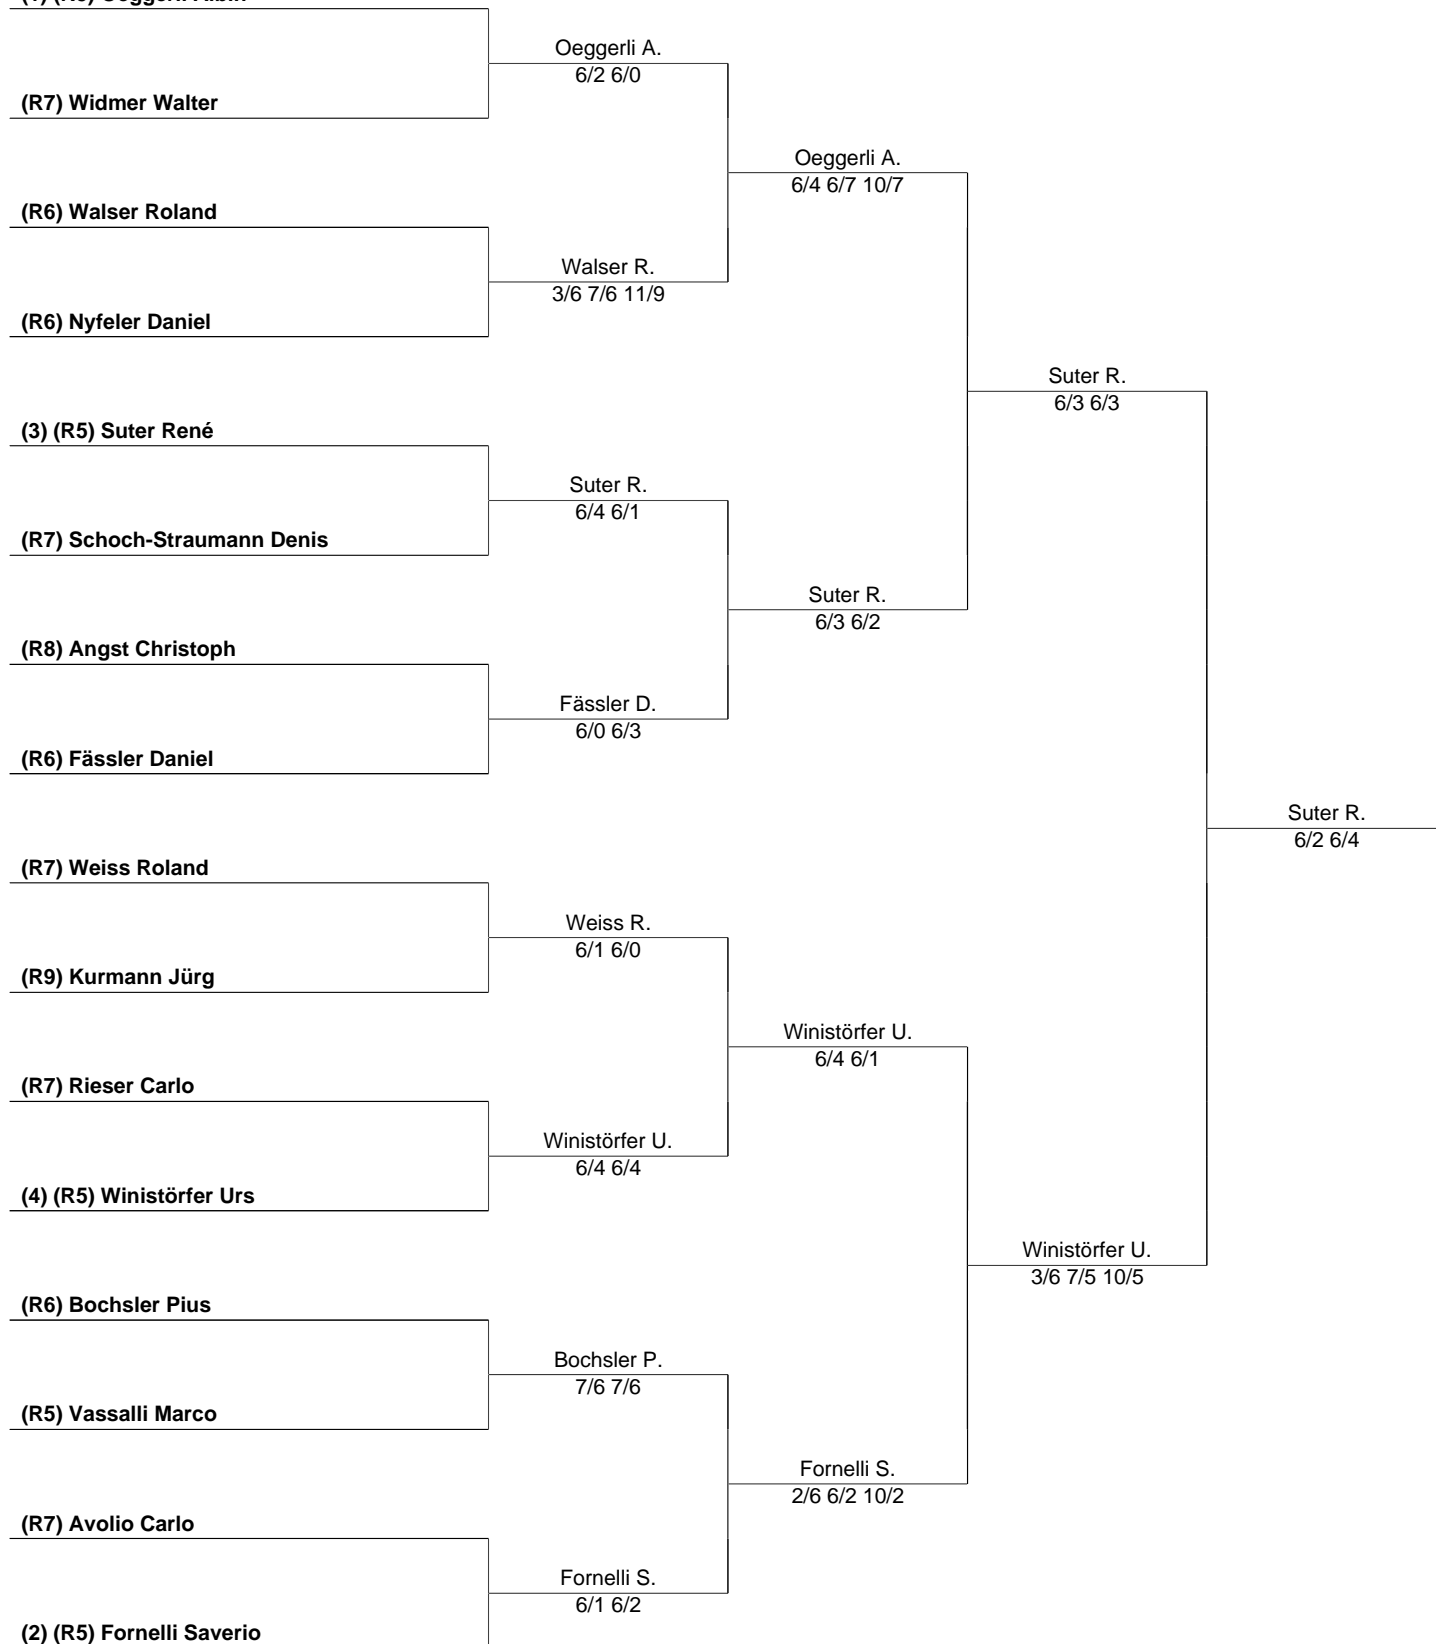 Oeggerli A.
6/2 6/0
(R7) Widmer Walter
Oeggerli A.
6/4 6/7 10/7
(R6) Walser Roland
Walser R.
3/6 7/6 11/9
(R6) Nyfeler Daniel
Suter R.
6/3 6/3
(3) (R5) Suter René
Suter R.
6/4 6/1
(R7) Schoch-Straumann Denis
Suter R.
6/3 6/2
(R8) Angst Christoph
Fässler D.
6/0 6/3
(R6) Fässler Daniel
Suter R.
6/2 6/4
(R7) Weiss Roland
Weiss R.
6/1 6/0
(R9) Kurmann Jürg
Winistörfer U.
6/4 6/1
(R7) Rieser Carlo
Winistörfer U.
6/4 6/4
(4) (R5) Winistörfer Urs
Winistörfer U.
3/6 7/5 10/5
(R6) Bochsler Pius
Bochsler P.
7/6 7/6
(R5) Vassalli Marco
Fornelli S.
2/6 6/2 10/2
(R7) Avolio Carlo
Fornelli S.
6/1 6/2
(2) (R5) Fornelli Saverio